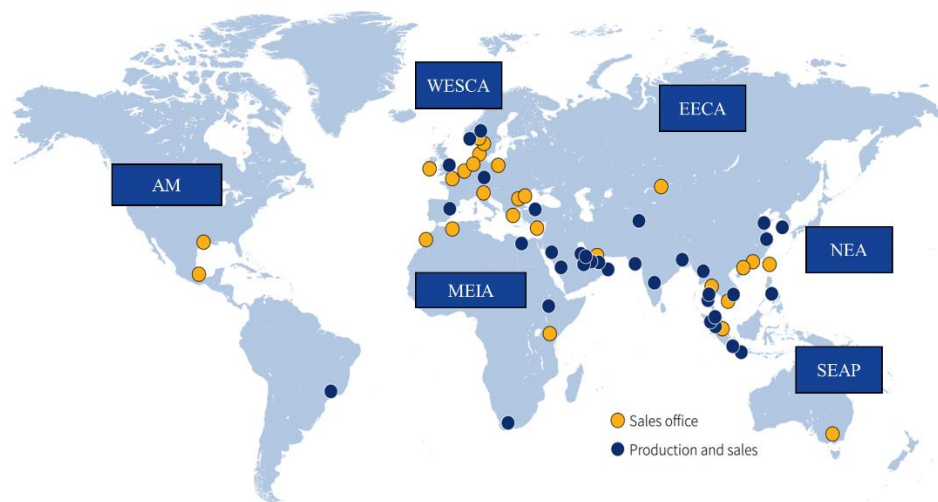 WESCA
EECA
AM
NEA
MEIA
SEAP
Sales office
Production and sales